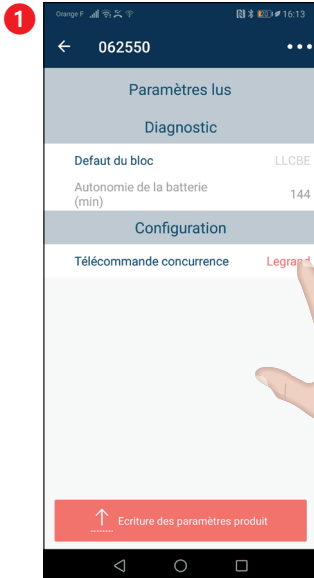 1
Orange F 20 16:13
062550
Paramètres lus
Diagnostic
Defaut du bloc LLCBE
Autonomie de la batterie
(min) 144
Configuration
Télécommande concurrence Legrand
Ecriture des paramètres produit